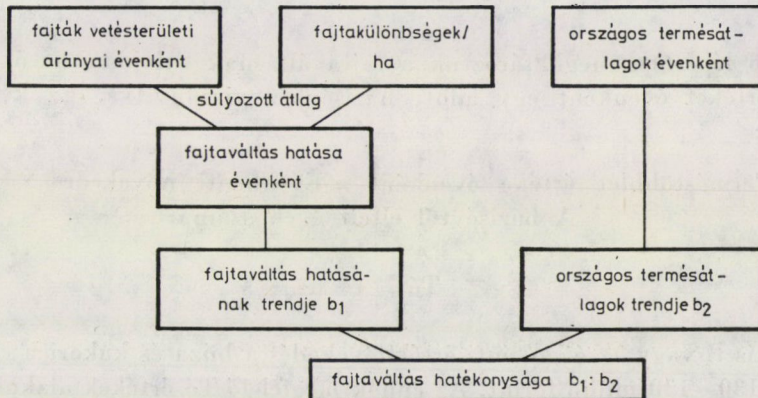 fajták vetésterületi
arányai évenként
fajtakülönbségek/
ha
országos termésát-
lagok évenként
súlyozott átlag
fajtaváltás hatása
évenként
fajtaváltás hatásá-
nak trendje b₁
országos termésát-
lagok trendje b₂
fajtaváltás hatékonysága b₁ : b₂